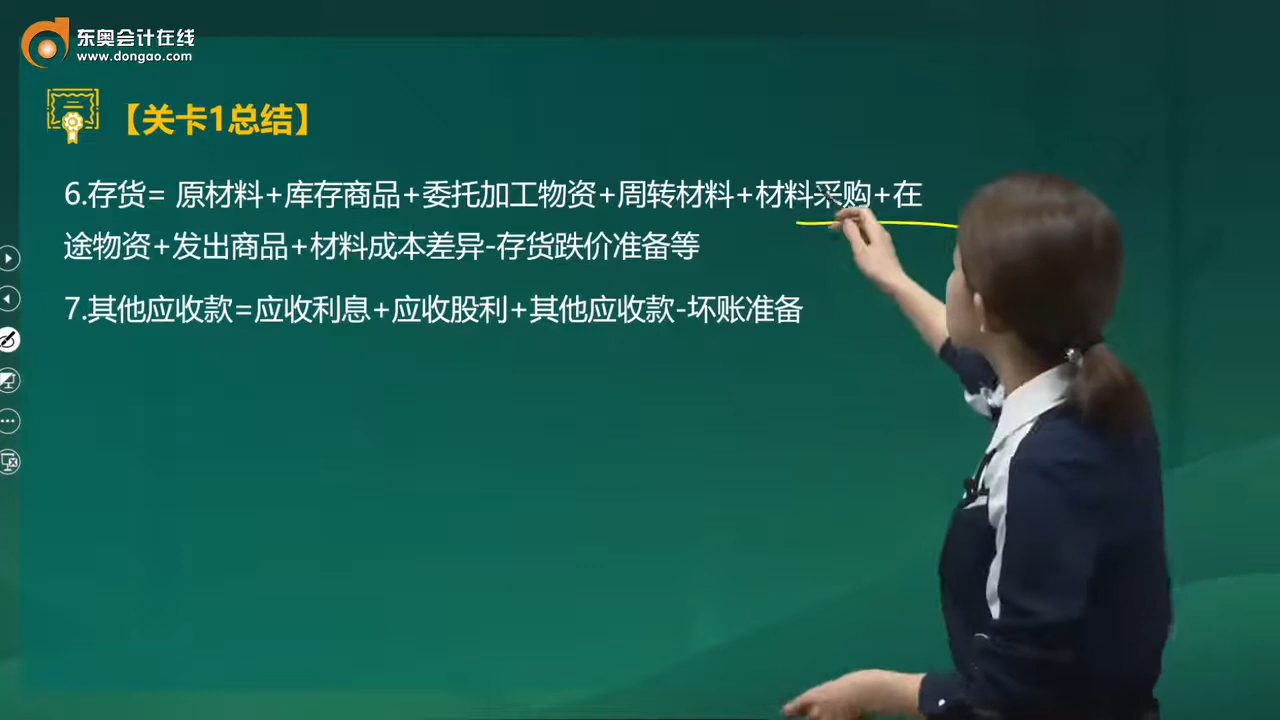 东奥会计在线
www.dongao.com
【关卡1总结】
6.存货= 原材料+库存商品+委托加工物资+周转材料+材料采购+在
途物资+发出商品+材料成本差异-存货跌价准备等
7.其他应收款=应收利息+应收股利+其他应收款-坏账准备